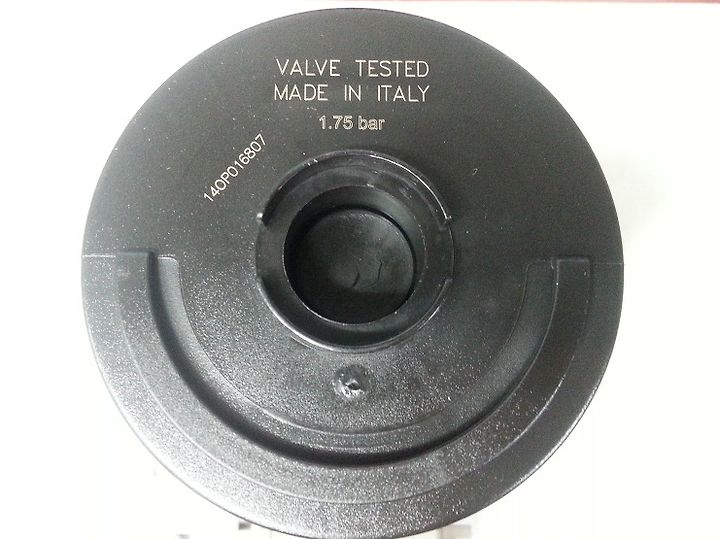 VALVE TESTED
MADE IN ITALY
1.75 bar
14OP016807